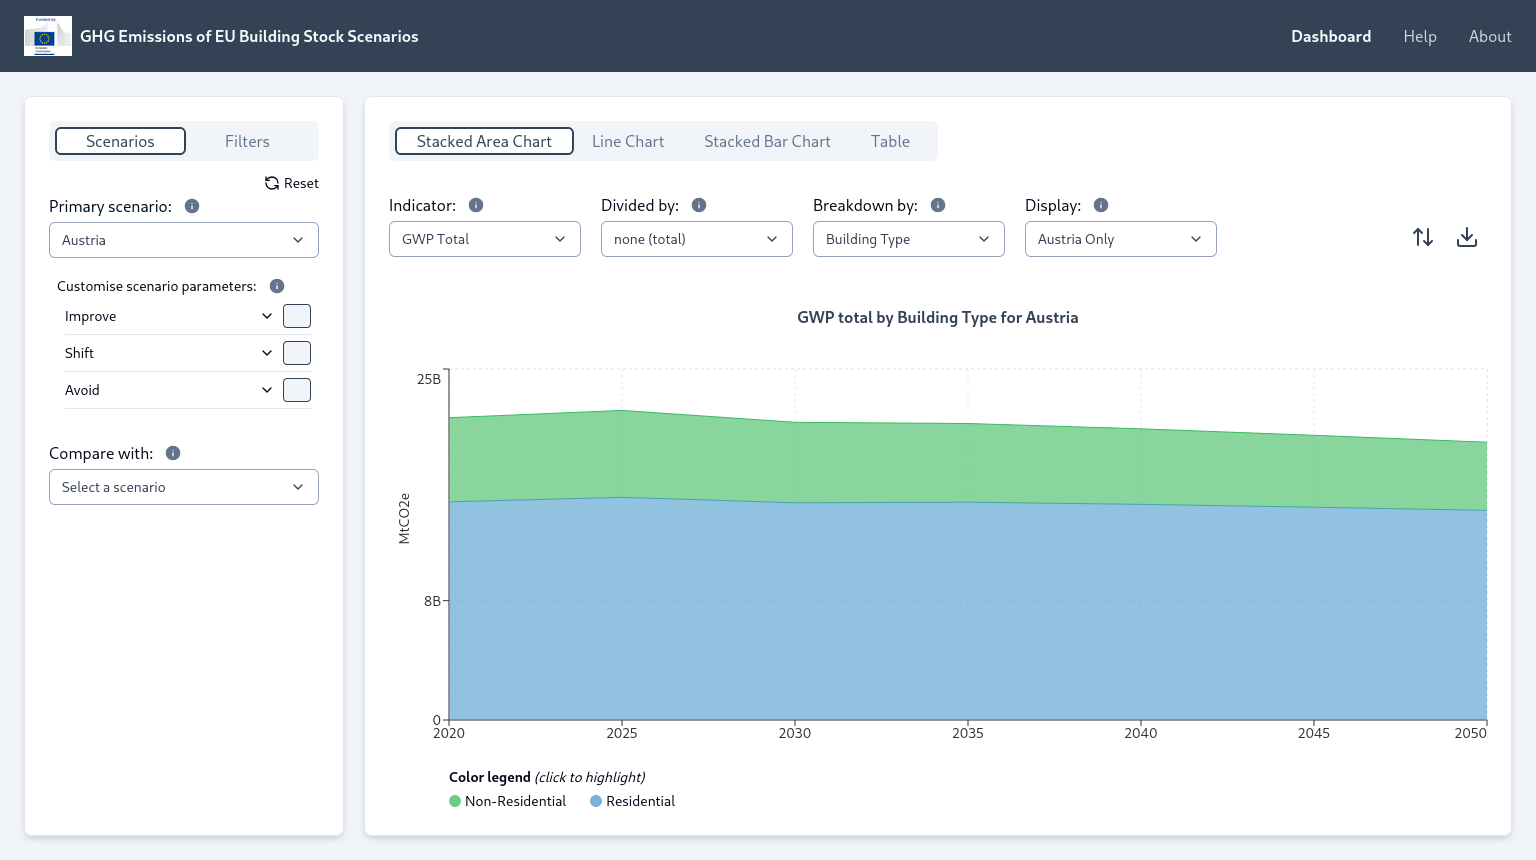 Funded by
GHG Emissions of EU Building Stock Scenarios
Dashboard
Help
About
Scenarios
Filters
Reset
Primary scenario:
Austria
Customise scenario parameters:
Improve
Shift
Avoid
Compare with:
Select a scenario
Stacked Area Chart
Line Chart
Stacked Bar Chart
Table
Indicator:
Divided by:
Breakdown by:
Display:
GWP Total
none (total)
Building Type
Austria Only
GWP total by Building Type for Austria
25B
8B
0
MtCO2e
2020
2025
2030
2035
2040
2045
2050
Color legend (click to highlight)
Non-Residential
Residential